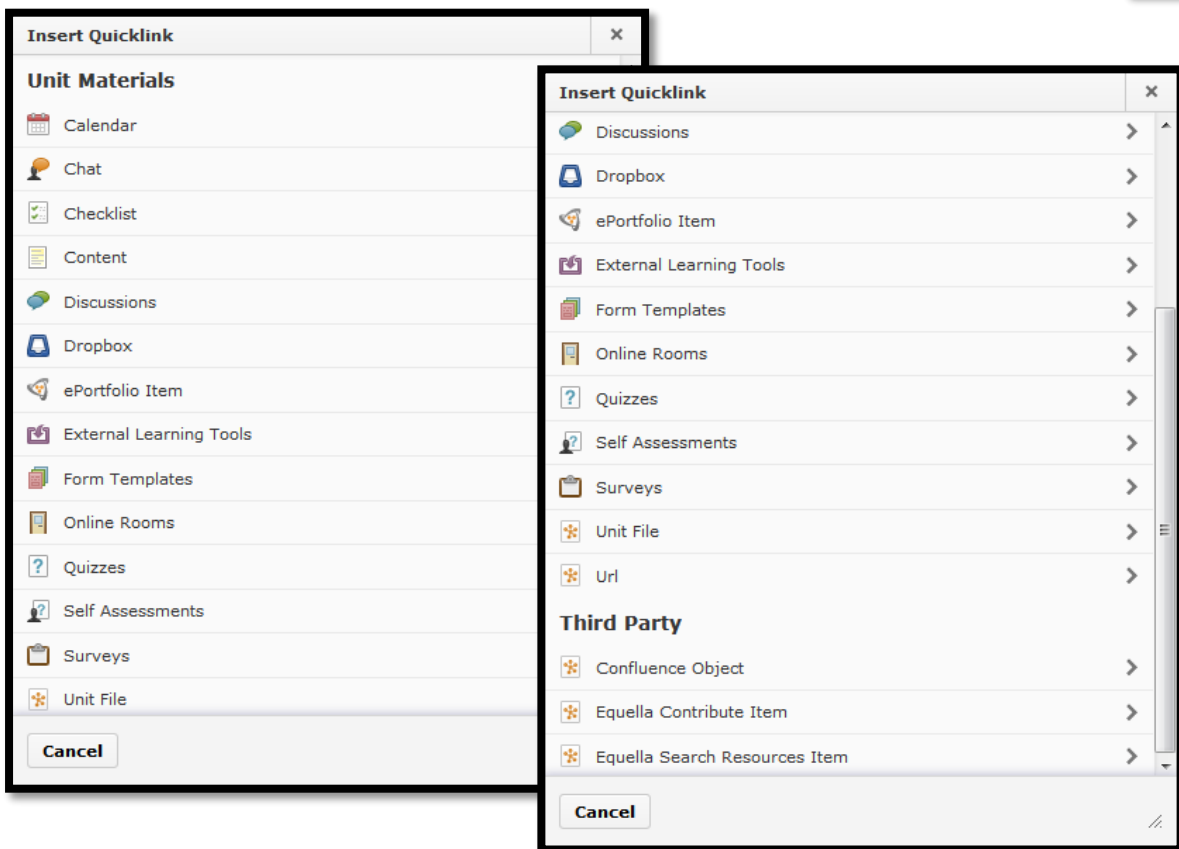 Insert Quicklink
Unit Materials
Calendar
Chat
Checklist
Content
Discussions
Dropbox
ePortfolio Item
External Learning Tools
Form Templates
Online Rooms
Quizzes
Self Assessments
Surveys
Unit File
Cancel
Insert Quicklink
Discussions
Dropbox
ePortfolio Item
External Learning Tools
Form Templates
Online Rooms
Quizzes
Self Assessments
Surveys
Unit File
Url
Third Party
Confluence Object
Equella Contribute Item
Equella Search Resources Item
Cancel